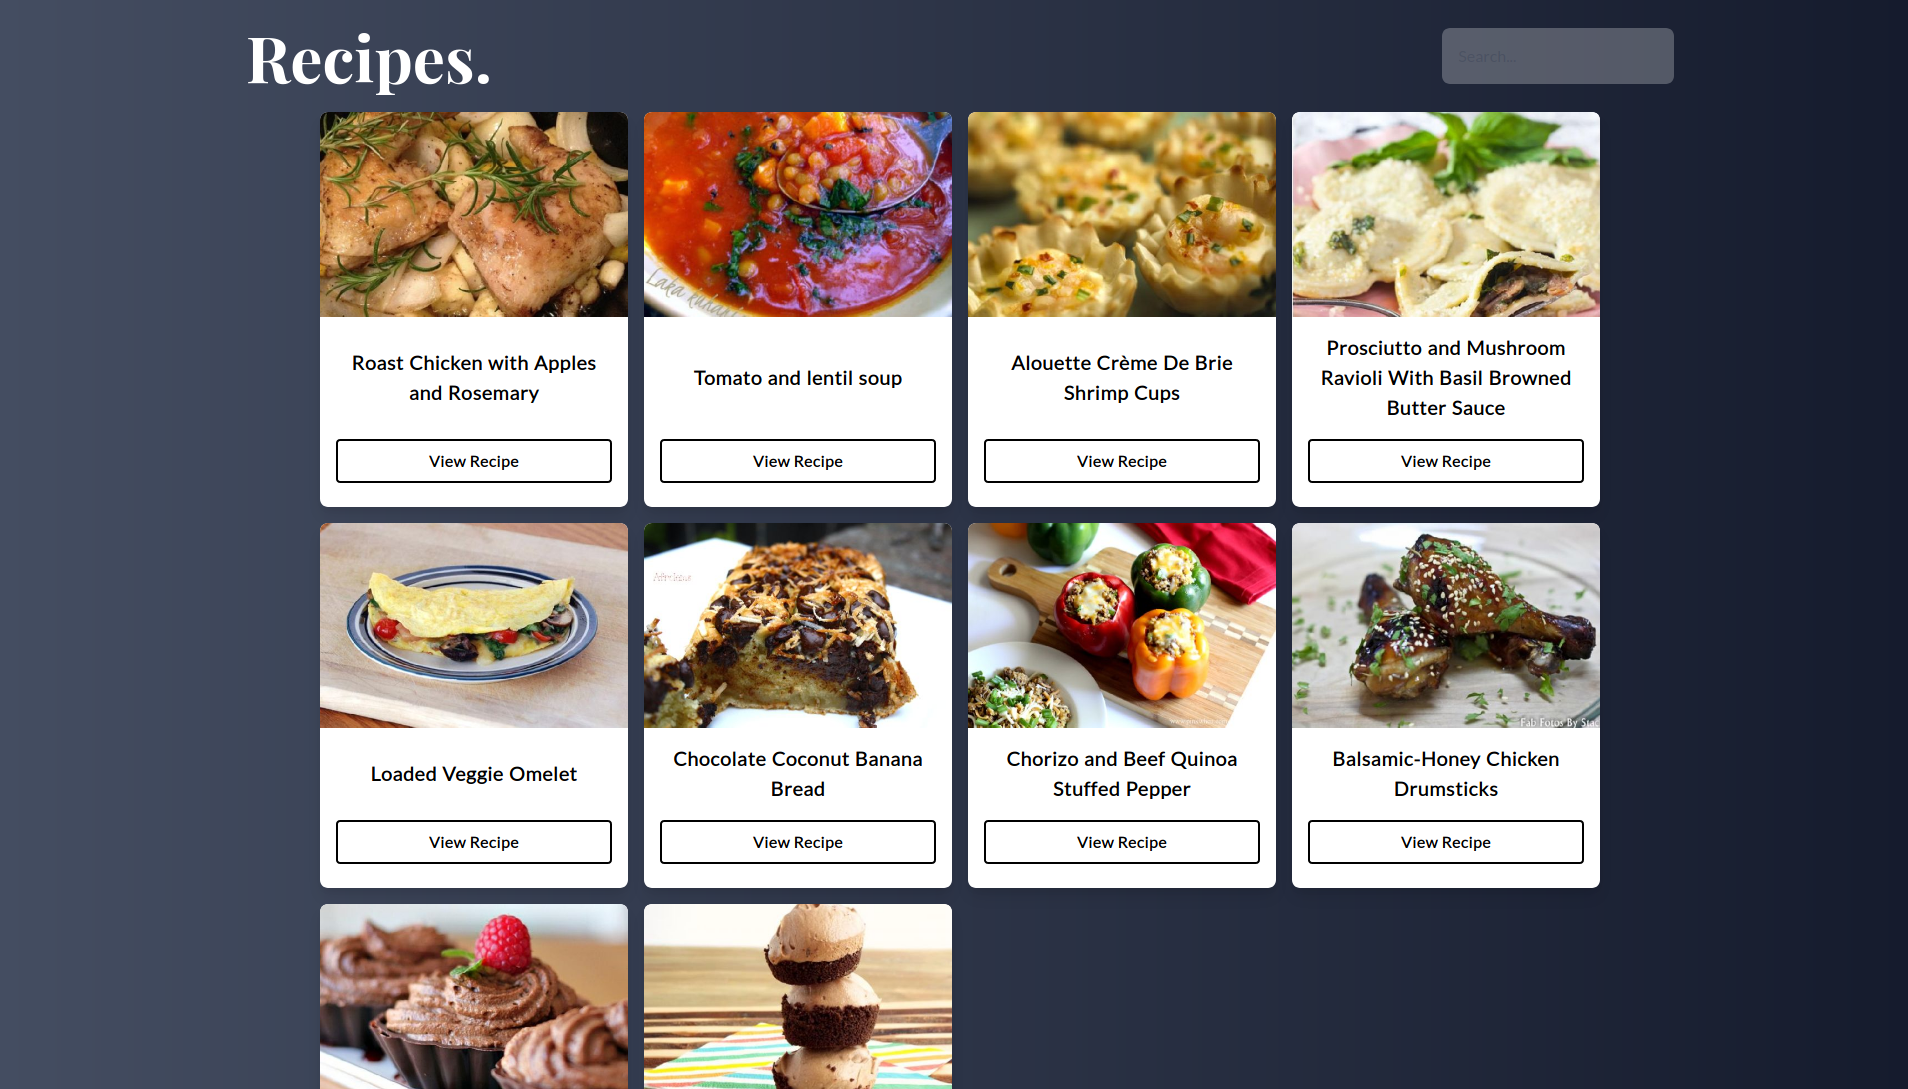 Recipes.
Search...
Laka kuhar
Roast Chicken with Apples
and Rosemary
View Recipe
Tomato and lentil soup
View Recipe
Alouette Crème De Brie
Shrimp Cups
View Recipe
Prosciutto and Mushroom
Ravioli With Basil Browned
Butter Sauce
View Recipe
Fab Fotos By Stac
Loaded Veggie Omelet
View Recipe
Chocolate Coconut Banana
Bread
View Recipe
Chorizo and Beef Quinoa
Stuffed Pepper
View Recipe
Balsamic-Honey Chicken
Drumsticks
View Recipe